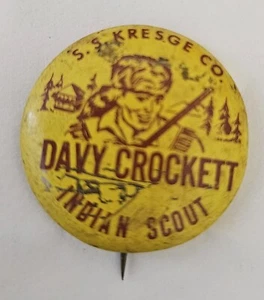 S.S. KRESGE CO.
DAVY CROCKETT
INDIAN SCOUT